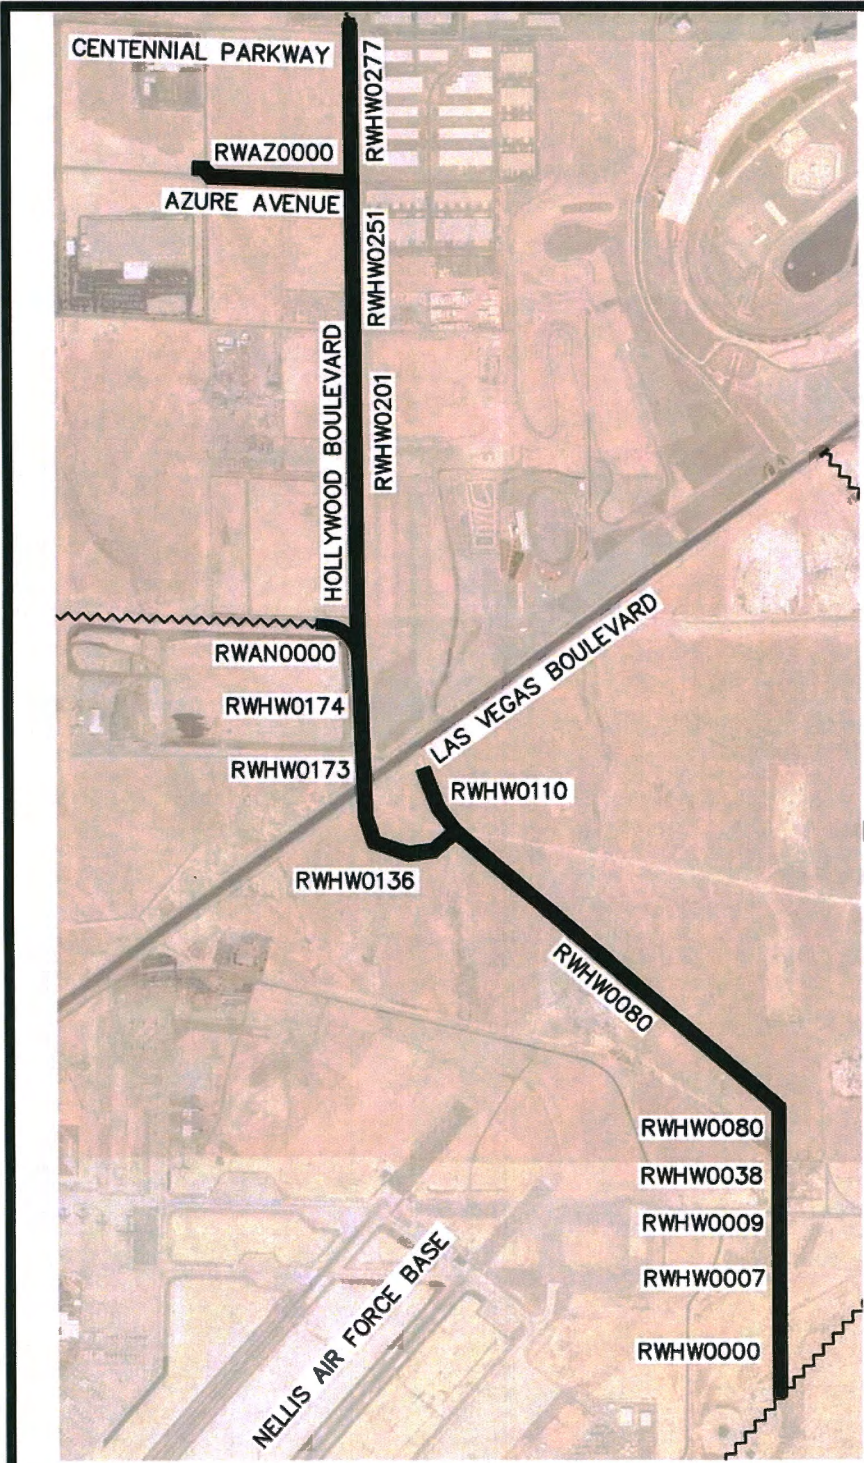 CENTENNIAL PARKWAY
RWHW0277
RWAZ0000
AZURE AVENUE
RWHW0251
HOLLYWOOD BOULEVARD
RWHW0201
RWAN0000
RWHW0174
LAS VEGAS BOULEVARD
RWHW0173
RWHW0110
RWHW0136
RWHW0080
RWHW0080
RWHW0038
RWHW0009
RWHW0007
NELLIS AIR FORCE BASE
RWHW0000